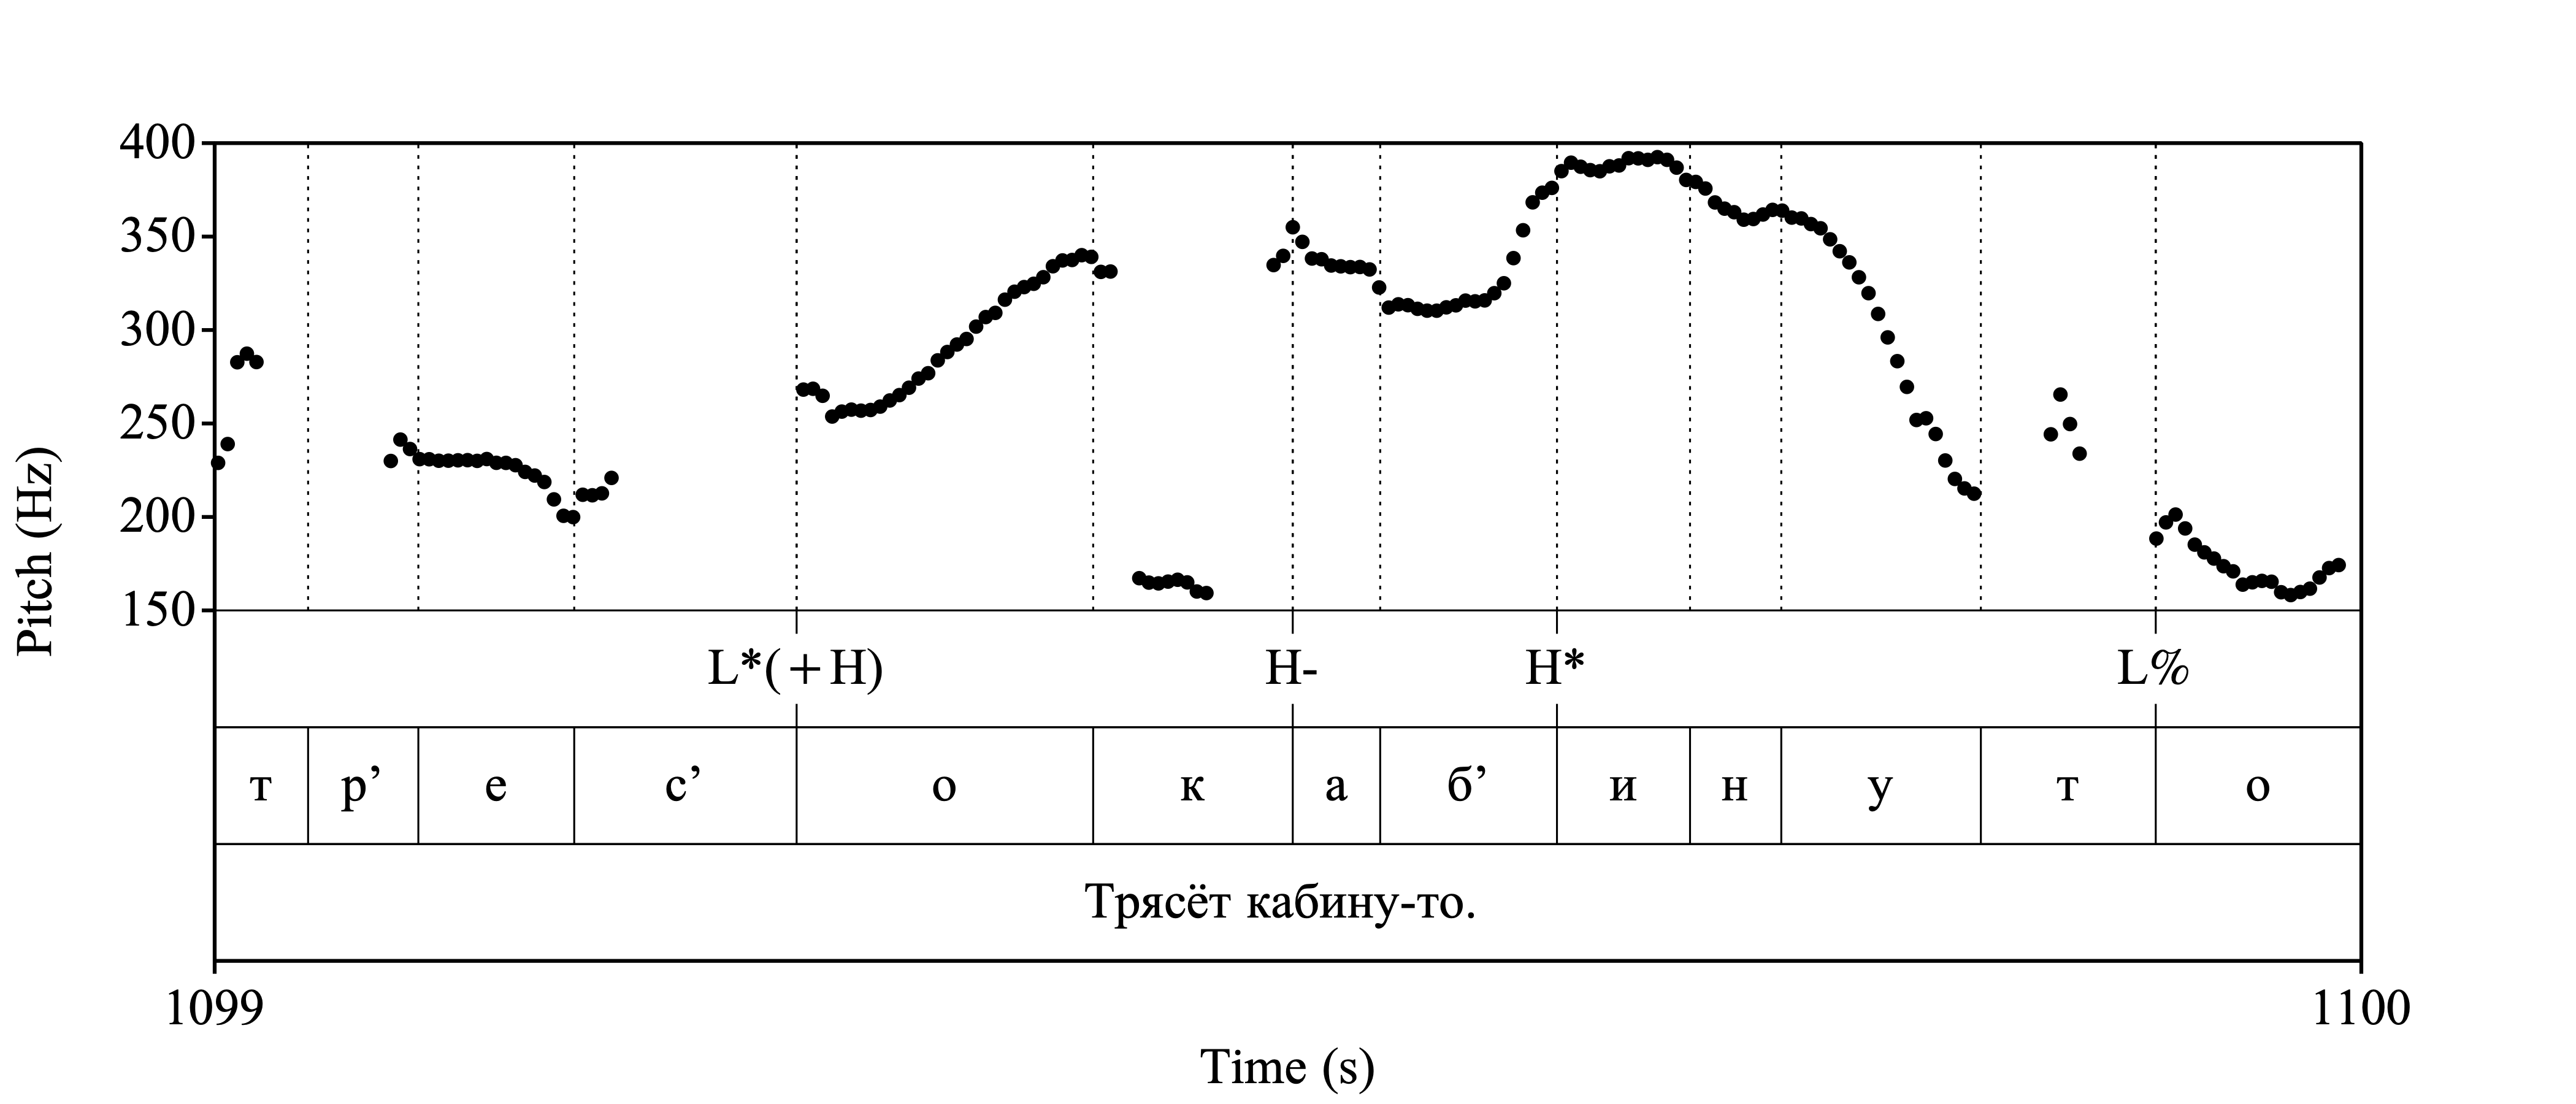 400
350
300
250
200
150
Pitch (Hz)
L*(+H) H- H* L%
т р’ е с’ о к а б’ и н у т о
Трясёт кабину-то.
1099 1100
Time (s)